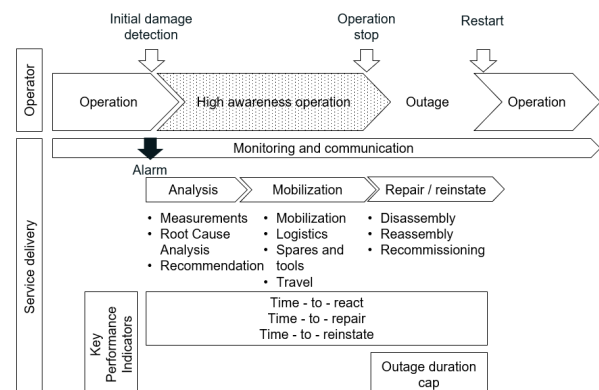 Initial damage
detection
Operation
stop
Restart
Operator
Operation
High awareness operation
Outage
Operation
Service delivery
Monitoring and communication
Alarm
Analysis
Mobilization
Repair / reinstate
• Measurements
• Root Cause
Analysis
• Recommendation
• Mobilization
• Logistics
• Spares and
tools
• Travel
• Disassembly
• Reassembly
• Recommissioning
Key
Performance
Indicators
Time - to - react
Time - to - repair
Time - to - reinstate
Outage duration
cap